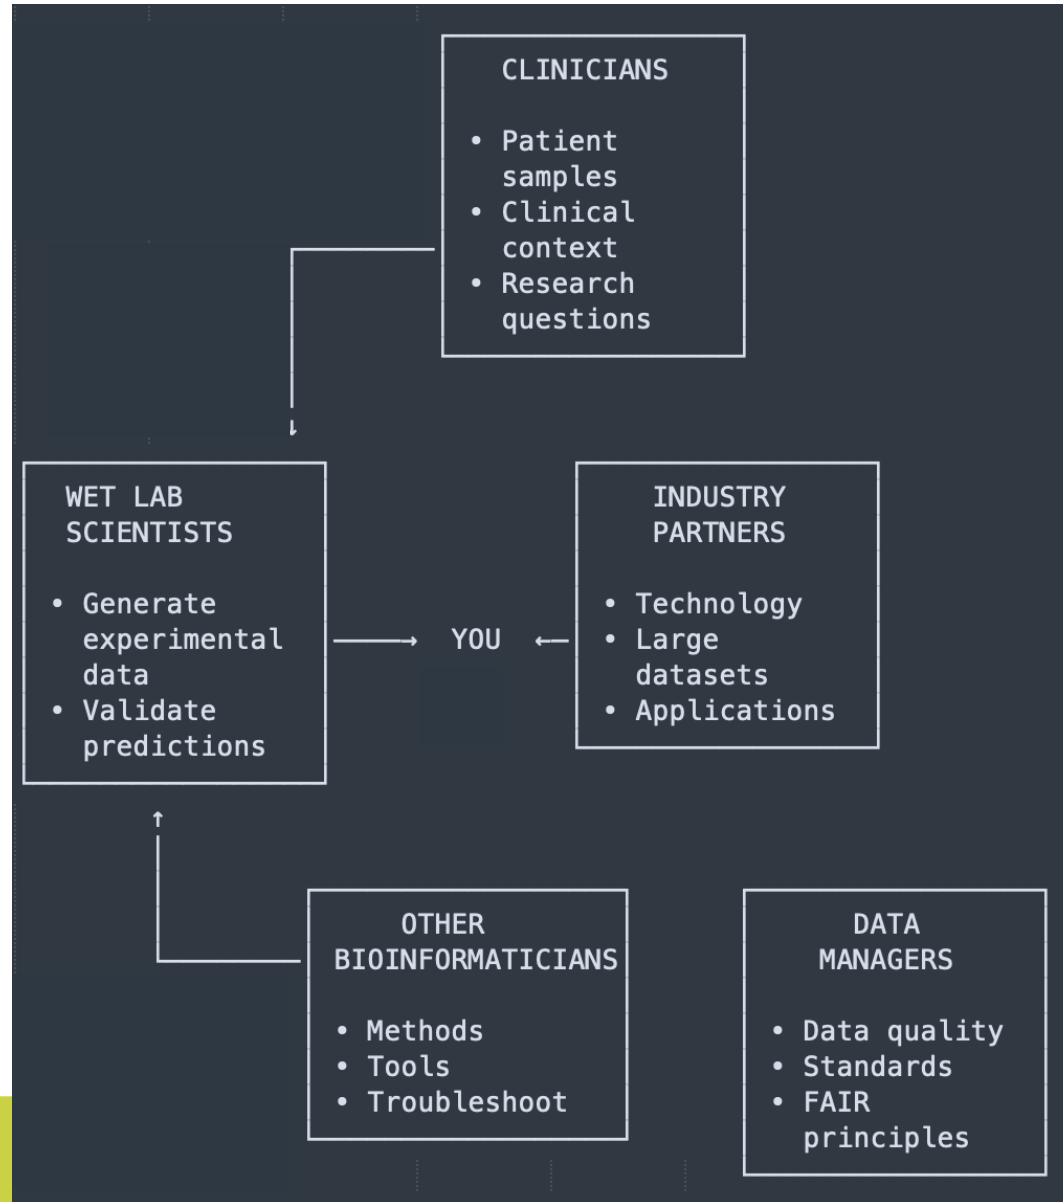 CLINICIANS
• Patient
samples
• Clinical
context
• Research
questions
WET LAB
SCIENTISTS
• Generate
experimental
data
• Validate
predictions
YOU
INDUSTRY
PARTNERS
• Technology
• Large
datasets
• Applications
OTHER
BIOINFORMATICIANS
• Methods
• Tools
• Troubleshoot
DATA
MANAGERS
• Data quality
• Standards
• FAIR
principles